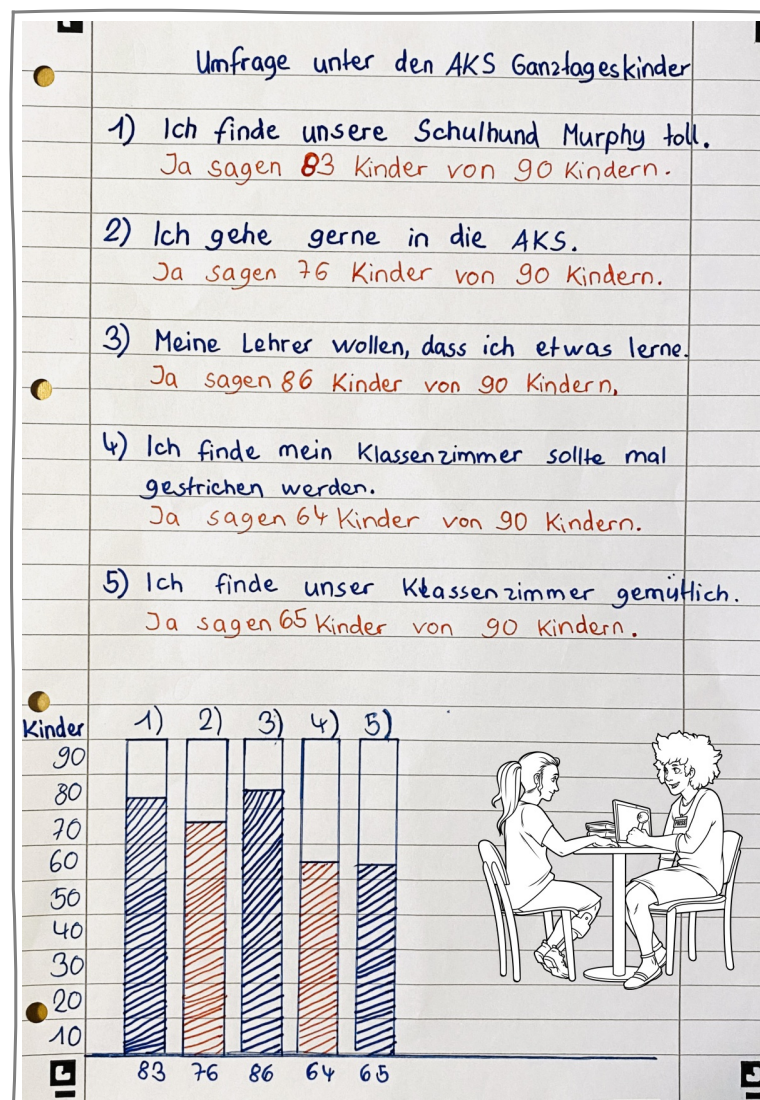 Umfrage unter den AKS Ganztageskinder
1) Ich finde unsere Schulhund Murphy toll.
Ja sagen 83 Kinder von 90 Kindern.
2) Ich gehe gerne in die AKS.
Ja sagen 76 Kinder von 90 Kindern.
3) Meine Lehrer wollen, dass ich etwas lerne.
Ja sagen 86 Kinder von 90 Kindern.
4) Ich finde mein Klassenzimmer sollte mal
gestrichen werden.
Ja sagen 64 Kinder von 90 Kindern.
5) Ich finde unser Klassenzimmer gemütlich.
Ja sagen 65 Kinder von 90 Kindern.
Kinder 1) 2) 3) 4) 5)
90
80
70
60
50
40
30
20
10
83 76 86 64 65